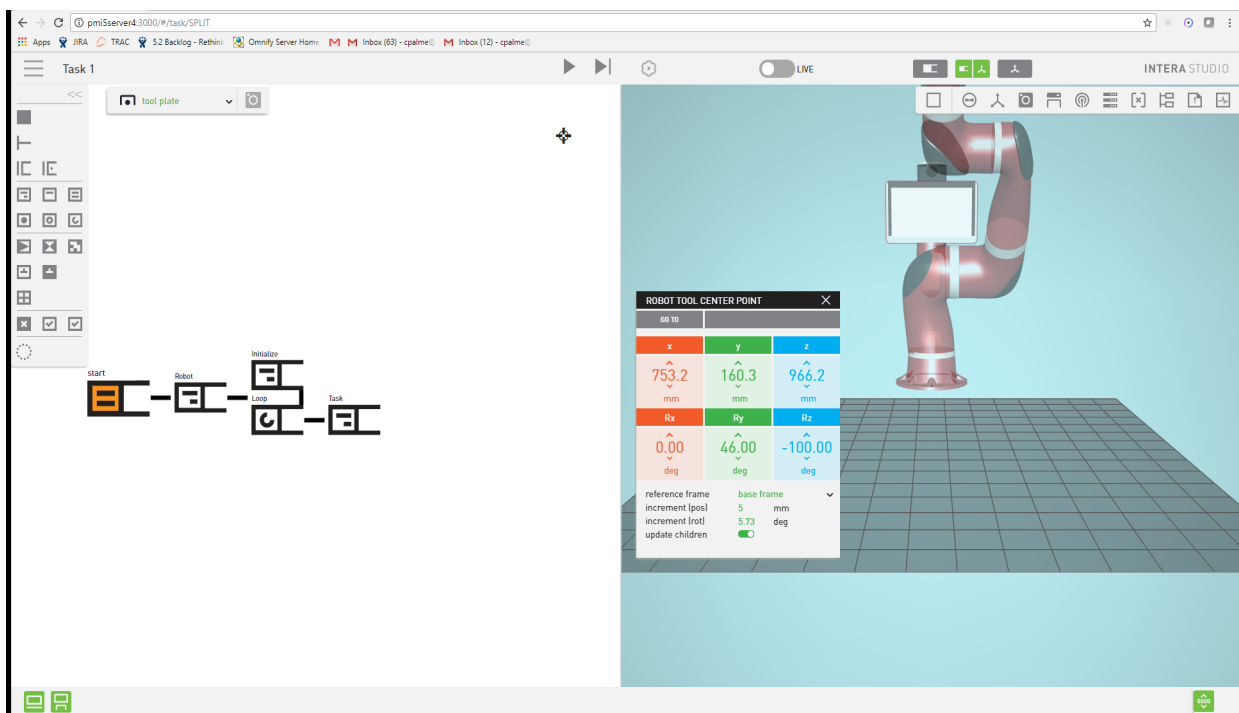 pmi5server4:3000/#/task/SPLIT
Apps JIRA TRAC 5.2 Backlog - Rethink Omnify Server Home Inbox (63) - cpalme Inbox (12) - cpalme
Task 1 LIVE INTERA STUDIO
<<
tool plate
ROBOT TOOL CENTER POINT
GO TO
x y z
753.2 160.3 966.2
mm mm mm
Rx Ry Rz
0.00 46.00 -100.00
deg deg deg
reference frame base frame
increment (pos) 5 mm
increment (rot) 5.73 deg
update children
Initialize
start Robot
Loop Task